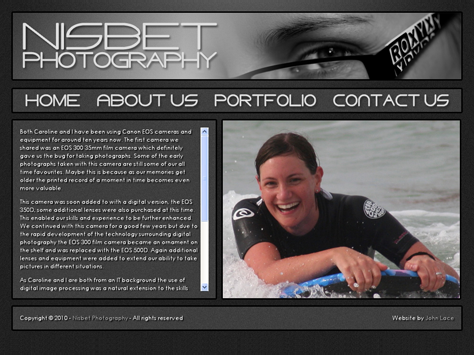 NISBET
PHOTOGRAPHY
ROXY
HOME ABOUT US PORTFOLIO CONTACT US
Both Caroline and I have been using Canon EOS cameras and
equipment for around ten years now. The first camera we
shared was an EOS 300 35mm film camera which definitely
gave us the bug for taking photographs. Some of the early
photographs taken with this camera are still some of our all
time favourites. Maybe this is because as our memories get
older the printed record of a moment in time becomes even
more valuable.
This camera was soon added to with a digital version, the EOS
350D, some additional lenses were also purchased at this time.
This enabled our skills and experience to be further enhanced.
We continued with this camera for a good few years but due to
the rapid development of the technology surrounding digital
photography the EOS 300 film camera became an ornament on
the shelf and was replaced with the EOS 500D. Again additional
lenses and equipment were added to extend our ability to take
pictures in different situations.
As Caroline and I are both from an IT background the use of
digital image processing was a natural extension to the skills
RIP CURL
Copyright © 2010 - Nisbet Photography - All rights reserved
Website by John Lace